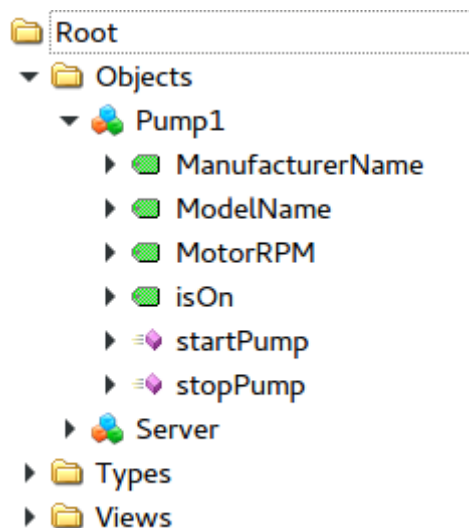 Root
Objects
Pump1
ManufacturerName
ModelName
MotorRPM
isOn
startPump
stopPump
Server
Types
Views